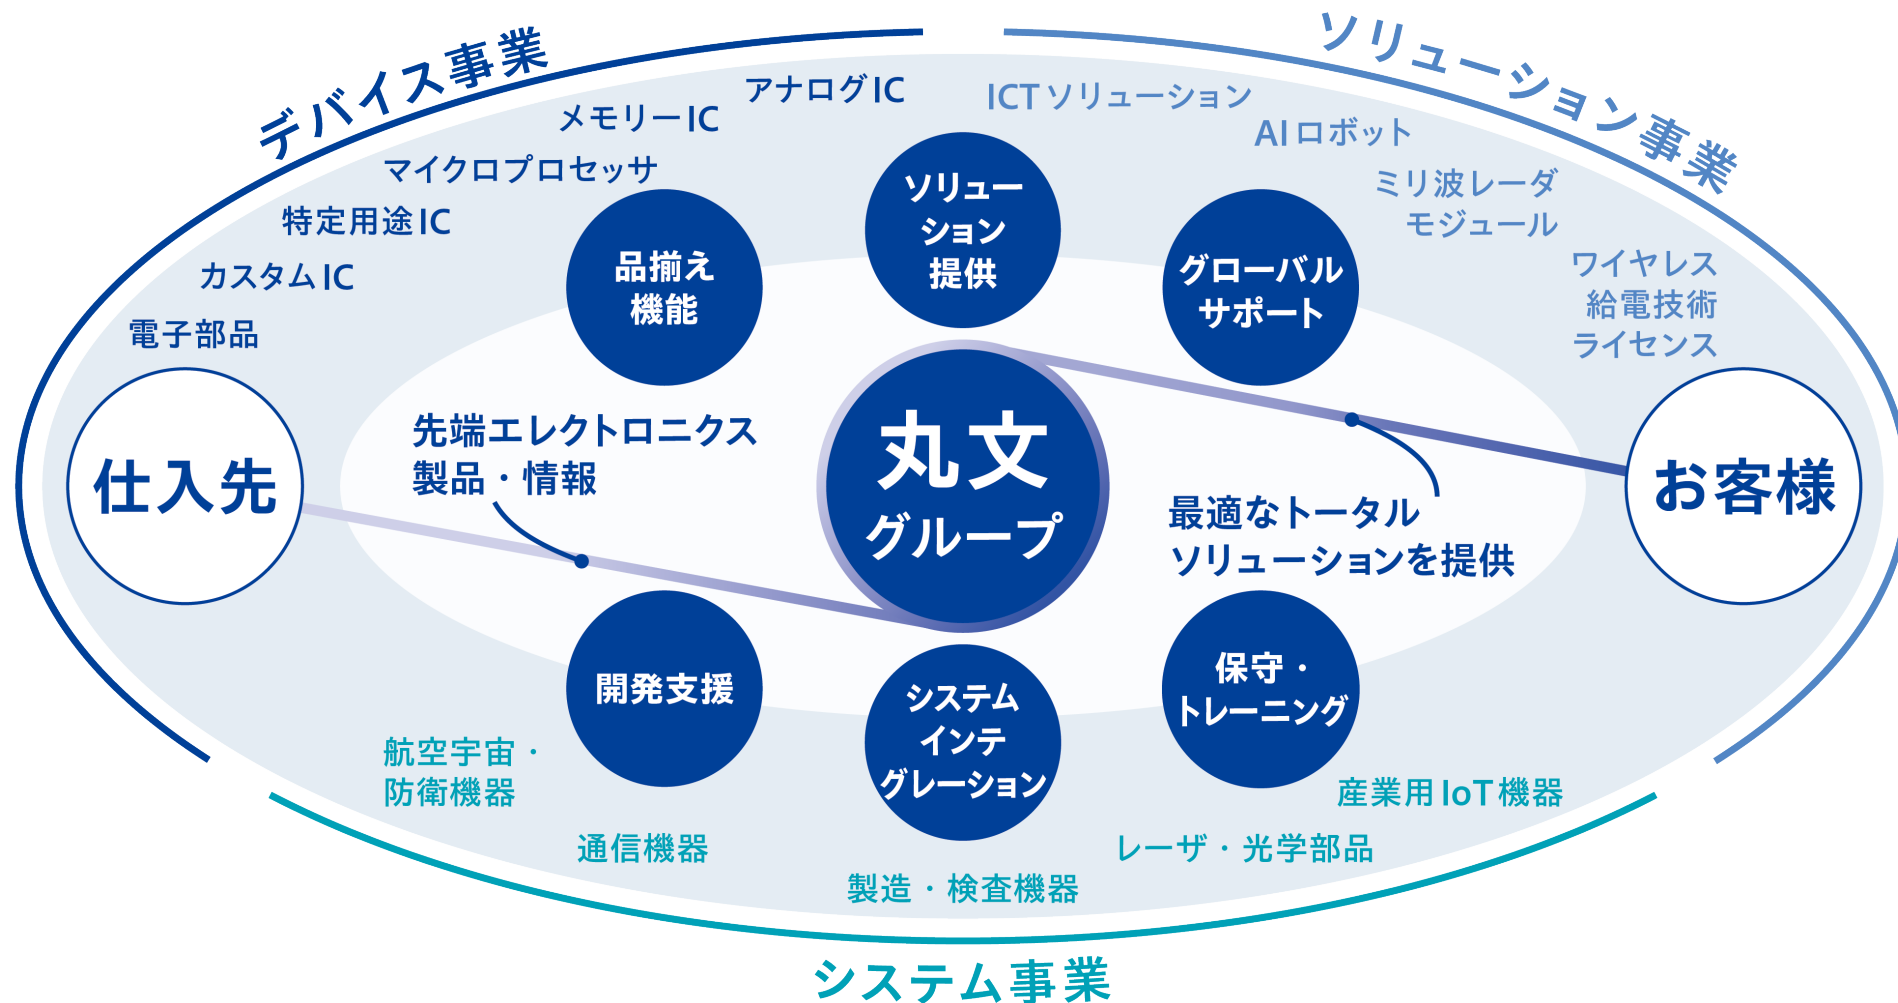 デバイス事業
ソリューション事業
アナログIC
メモリーIC
マイクロプロセッサ
特定用途IC
カスタムIC
電子部品
ICTソリューション
AIロボット
ミリ波レーダ
モジュール
ワイヤレス
給電技術
ライセンス
品揃え
機能
ソリュー
ション
提供
グローバル
サポート
仕入先
先端エレクトロニクス
製品・情報
丸文
グループ
最適なトータル
ソリューションを提供
お客様
開発支援
システム
インテ
グレーション
保守・
トレーニング
航空宇宙・
防衛機器
通信機器
製造・検査機器
レーザ・光学部品
産業用IoT機器
システム事業